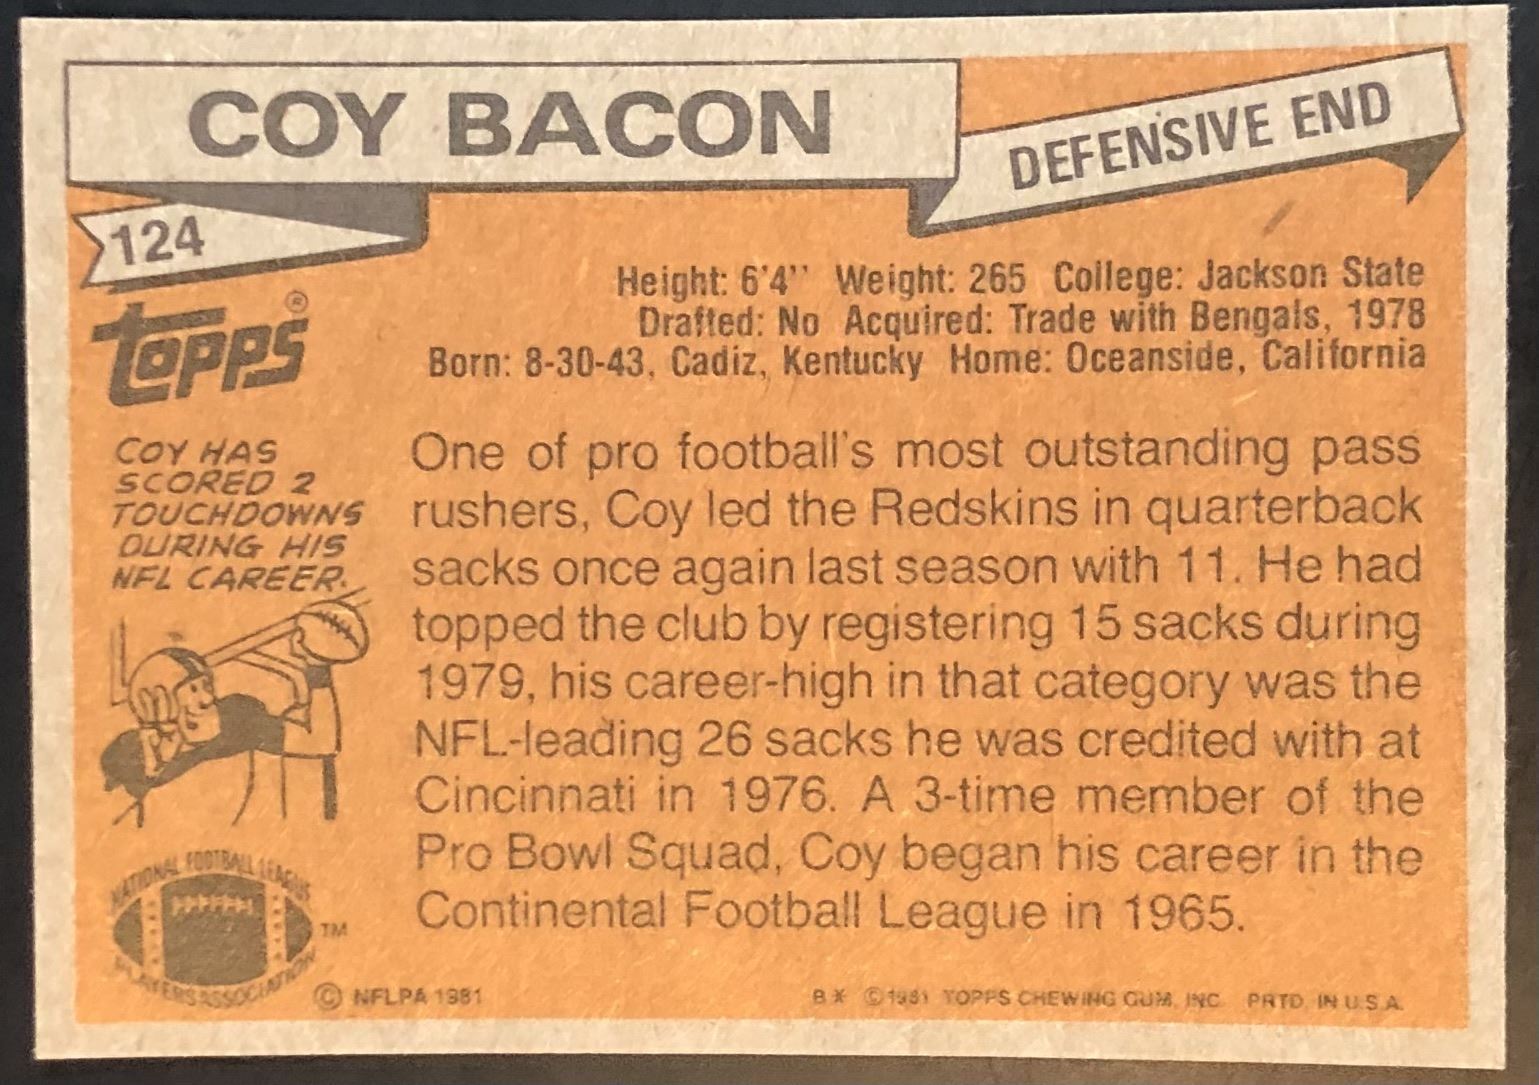 COY BACON
DEFENSIVE END
124
Topps®
Height: 6'4" Weight: 265 College: Jackson State
Drafted: No Acquired: Trade with Bengals, 1978
Born: 8-30-43, Cadiz, Kentucky Home: Oceanside, California
COY HAS
SCORED 2
TOUCHDOWNS
DURING HIS
NFL CAREER.
One of pro football's most outstanding pass
rushers, Coy led the Redskins in quarterback
sacks once again last season with 11. He had
topped the club by registering 15 sacks during
1979, his career-high in that category was the
NFL-leading 26 sacks he was credited with at
Cincinnati in 1976. A 3-time member of the
Pro Bowl Squad, Coy began his career in the
Continental Football League in 1965.
NATIONAL FOOTBALL LEAGUE
PLAYERS ASSOCIATION
TM
© NFLPA 1981
B* ©1981 TOPPS CHEWING GUM, INC. PRTD. IN U.S.A.